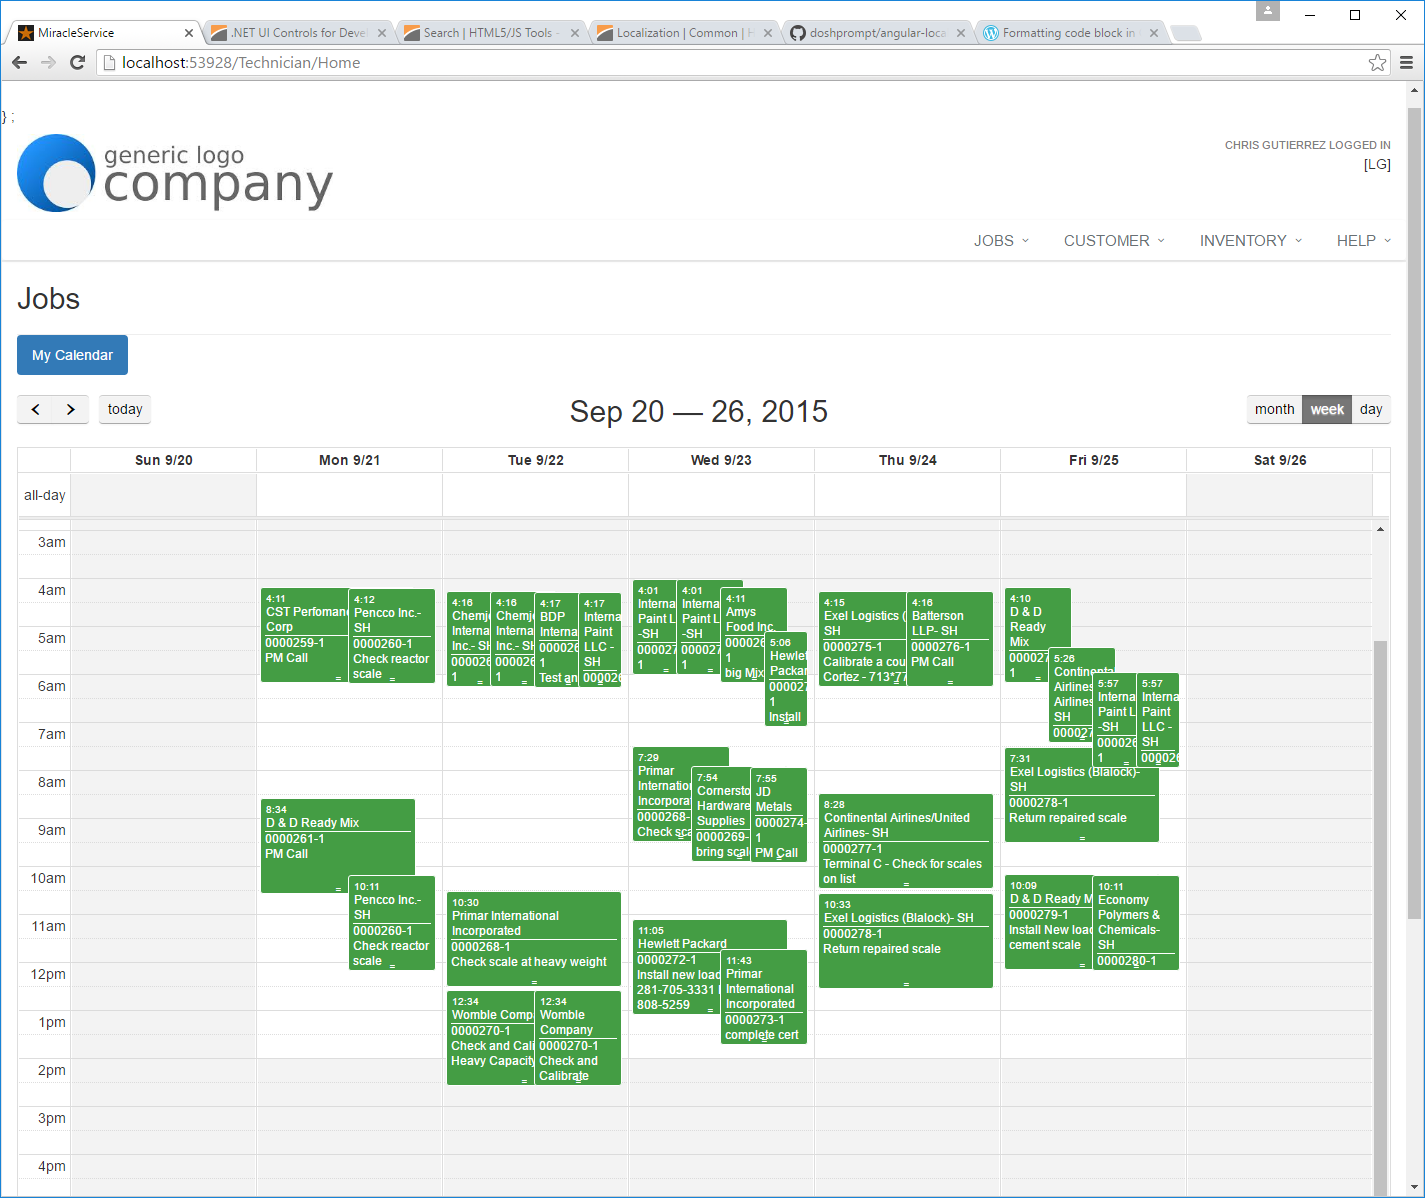 MiracleService
.NET UI Controls for Devel
Search | HTML5/JS Tools -
Localization | Common | H
doshprompt/angular-loca
Formatting code block in
localhost:53928/Technician/Home
} ;
generic logo
company
CHRIS GUTIERREZ LOGGED IN
[LG]
JOBS
CUSTOMER
INVENTORY
HELP
Jobs
My Calendar
today
Sep 20 — 26, 2015
month week day
Sun 9/20 Mon 9/21 Tue 9/22 Wed 9/23 Thu 9/24 Fri 9/25 Sat 9/26
all-day
3am
4am
5am
6am
7am
8am
9am
10am
11am
12pm
1pm
2pm
3pm
4pm
4:11
CST Perfoman
Corp
0000259-1
PM Call
4:12
Pencco Inc.-
SH
0000260-1
Check reactor
scale
8:34
D & D Ready Mix
0000261-1
PM Call
10:11
Pencco Inc.-
SH
0000260-1
Check reactor
scale
4:16
Chemj
Interna
Inc.- SH
000026
1
4:16
Chemj
Interna
Inc.- SH
000026
1
4:17
BDP
Interna
000026
1
Test an
4:17
Interna
Paint
LLC -
SH
000026
10:30
Primar International
Incorporated
0000268-1
Check scale at heavy weight
12:34
Womble Comp
0000270-1
Check and Cali
Heavy Capacity
12:34
Womble
Company
0000270-1
Check and
Calibrate
4:01
Interna
Paint L
-SH
000027
1
4:01
Interna
Paint L
-SH
000027
1
4:11
Amys
Food Inc.
000026
1
big Mix
5:06
Hewlet
Packard
000027
1
Install
7:29
Primar
Internatio
Incorporat
0000268-
Check sca
7:54
Cornersto
Hardware
Supplies
0000269-
bring scal
7:55
JD
Metals
0000274-
1
PM Call
11:05
Hewlett Packard
0000272-1
Install new load
281-705-3331
808-5259
11:43
Primar
International
Incorporated
0000273-1
complete cert
4:15
Exel Logistics (
SH
0000275-1
Calibrate a cou
Cortez - 713*77
4:16
Batterson
LLP- SH
0000276-1
PM Call
8:28
Continental Airlines/United
Airlines- SH
0000277-1
Terminal C - Check for scales
on list
10:33
Exel Logistics (Blalock)- SH
0000278-1
Return repaired scale
4:10
D & D
Ready
Mix
000027
1
5:26
Continenta
Airlines
Airlines
SH
000027
5:57
Interna
Paint L
-SH
000026
1
5:57
Interna
Paint
LLC -
SH
000026
7:31
Exel Logistics (Blalock)-
SH
0000278-1
Return repaired scale
10:09
D & D Ready M
0000279-1
Install New load
cement scale
10:11
Economy
Polymers &
Chemicals-
SH
0000280-1